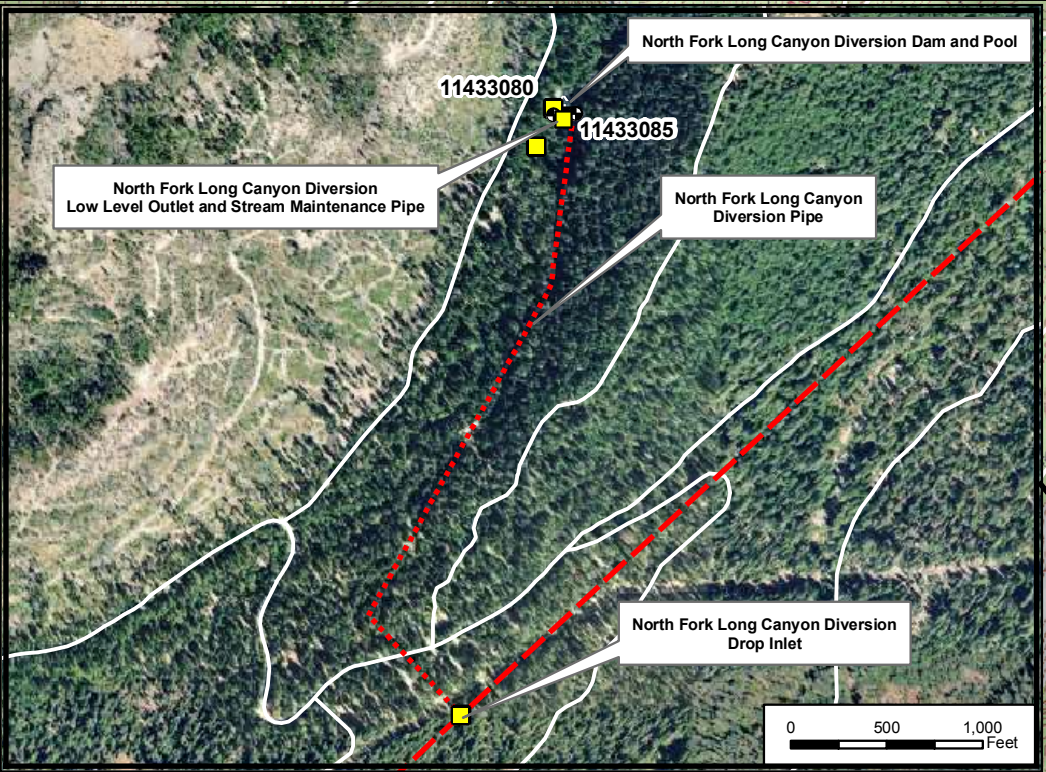 North Fork Long Canyon Diversion Dam and Pool
11433080
11433085
North Fork Long Canyon Diversion
Low Level Outlet and Stream Maintenance Pipe
North Fork Long Canyon
Diversion Pipe
North Fork Long Canyon Diversion
Drop Inlet
0 500 1,000
Feet